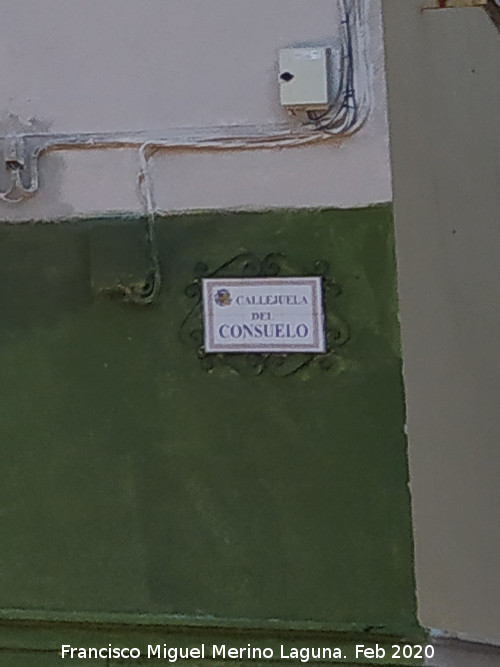 CALLEJUELA
DEL
CONSUELO
Francisco Miguel Merino Laguna. Feb 2020